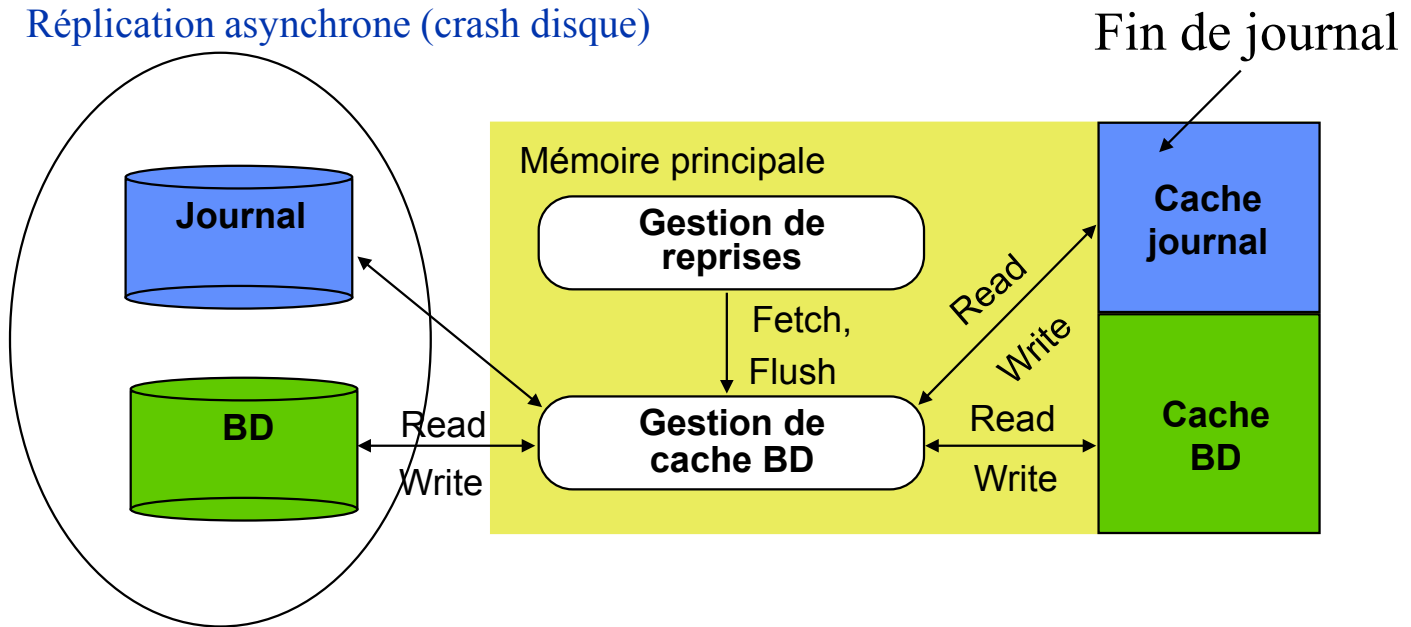 Réplication asynchrone (crash disque)
Fin de journal
Mémoire principale
Journal
Gestion de
reprises
Cache
journal
Read
Write
Fetch,
Flush
BD
Read
Write
Gestion de
cache BD
Read
Write
Cache
BD